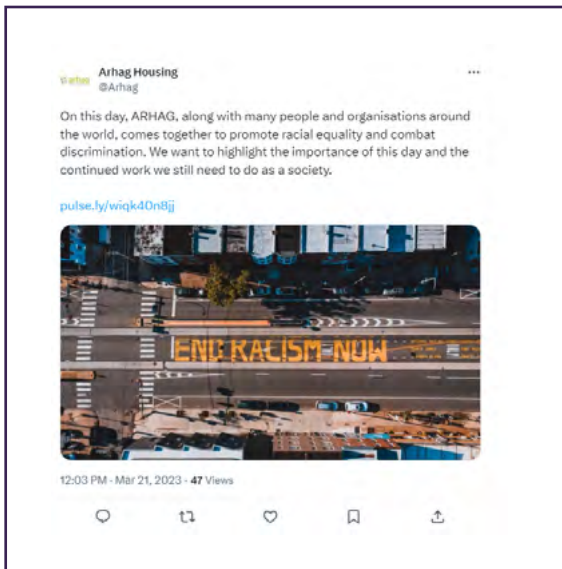 arhag
Arhag Housing
@Arhag
On this day, ARHAG, along with many people and organisations around
the world, comes together to promote racial equality and combat
discrimination. We want to highlight the importance of this day and the
continued work we still need to do as a society.
pulse.ly/wiqk40n8jj
END RACISM NOW
12:03 PM - Mar 21, 2023 - 47 Views